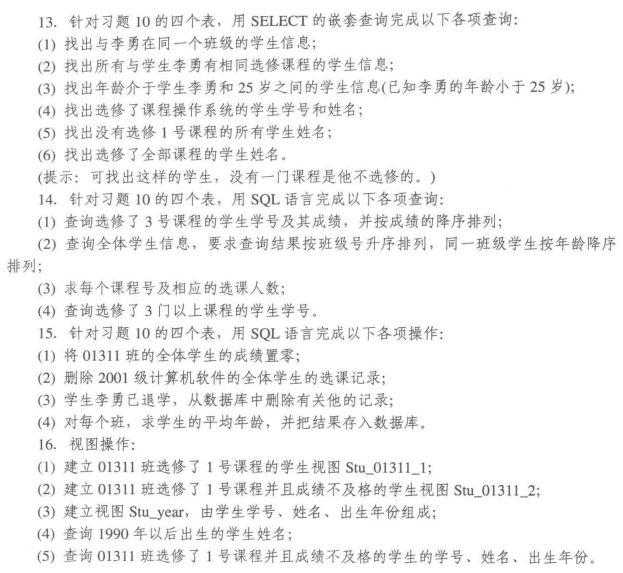 13. 针对习题 10 的四个表，用 SELECT 的嵌套查询完成以下各项查询:
(1) 找出与李勇在同一个班级的学生信息;
(2) 找出所有与学生李勇有相同选修课程的学生信息;
(3) 找出年龄介于学生李勇和 25 岁之间的学生信息(已知李勇的年龄小于 25 岁);
(4) 找出选修了课程操作系统的学生学号和姓名;
(5) 找出没有选修 1 号课程的所有学生姓名;
(6) 找出选修了全部课程的学生姓名。
(提示: 可找出这样的学生，没有一门课程是他不选修的。)
14. 针对习题 10 的四个表，用 SQL 语言完成以下各项查询:
(1) 查询选修了 3 号课程的学生学号及其成绩，并按成绩的降序排列;
(2) 查询全体学生信息，要求查询结果按班级号升序排列，同一班级学生按年龄降序
排列;
(3) 求每个课程号及相应的选课人数;
(4) 查询选修了 3 门以上课程的学生学号。
15. 针对习题 10 的四个表，用 SQL 语言完成以下各项操作:
(1) 将 01311 班的全体学生的成绩置零;
(2) 删除 2001 级计算机软件的全体学生的选课记录;
(3) 学生李勇已退学，从数据库中删除有关他的记录;
(4) 对每个班，求学生的平均年龄，并把结果存入数据库。
16. 视图操作:
(1) 建立 01311 班选修了 1 号课程的学生视图 Stu_01311_1;
(2) 建立 01311 班选修了 1 号课程并且成绩不及格的学生视图 Stu_01311_2;
(3) 建立视图 Stu_year，由学生学号、姓名、出生年份组成;
(4) 查询 1990 年以后出生的学生姓名;
(5) 查询 01311 班选修了 1 号课程并且成绩不及格的学生的学号、姓名、出生年份。